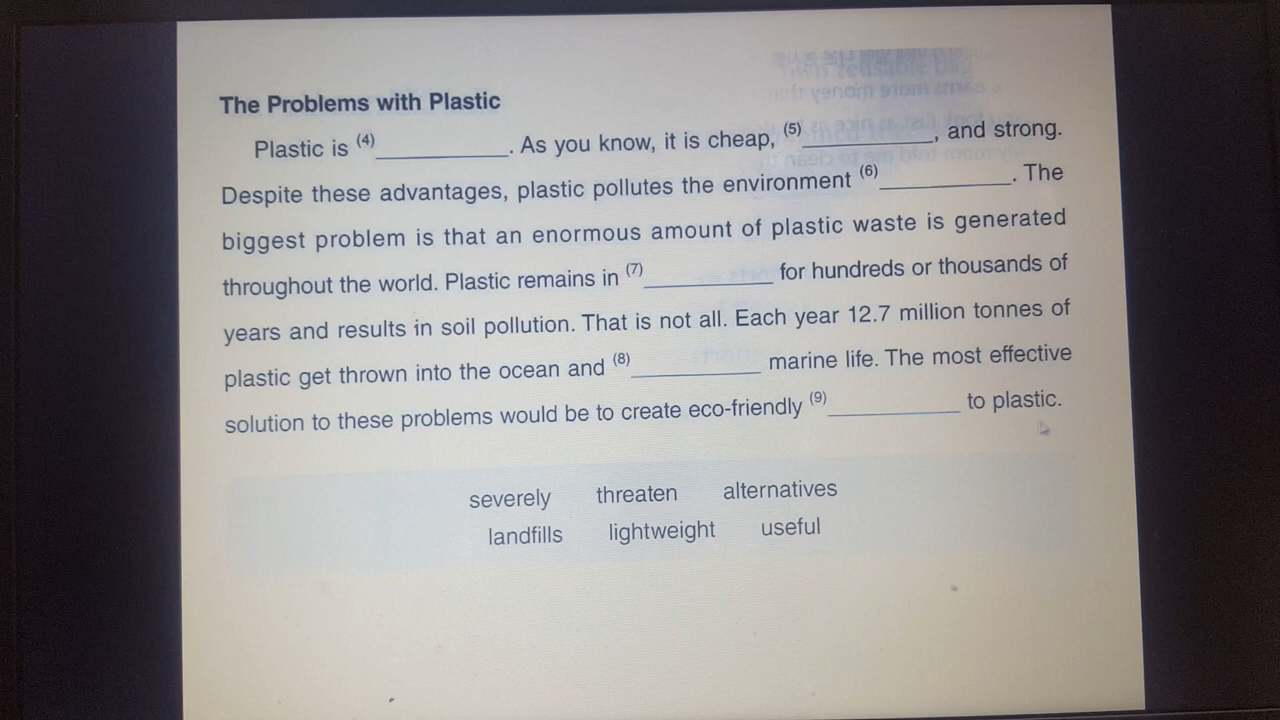 The Problems with Plastic
Plastic is (4)__________. As you know, it is cheap, (5)__________, and strong.
Despite these advantages, plastic pollutes the environment (6)__________. The
biggest problem is that an enormous amount of plastic waste is generated
throughout the world. Plastic remains in (7)__________ for hundreds or thousands of
years and results in soil pollution. That is not all. Each year 12.7 million tonnes of
plastic get thrown into the ocean and (8)__________ marine life. The most effective
solution to these problems would be to create eco-friendly (9)__________ to plastic.
severely threaten alternatives
landfills lightweight useful